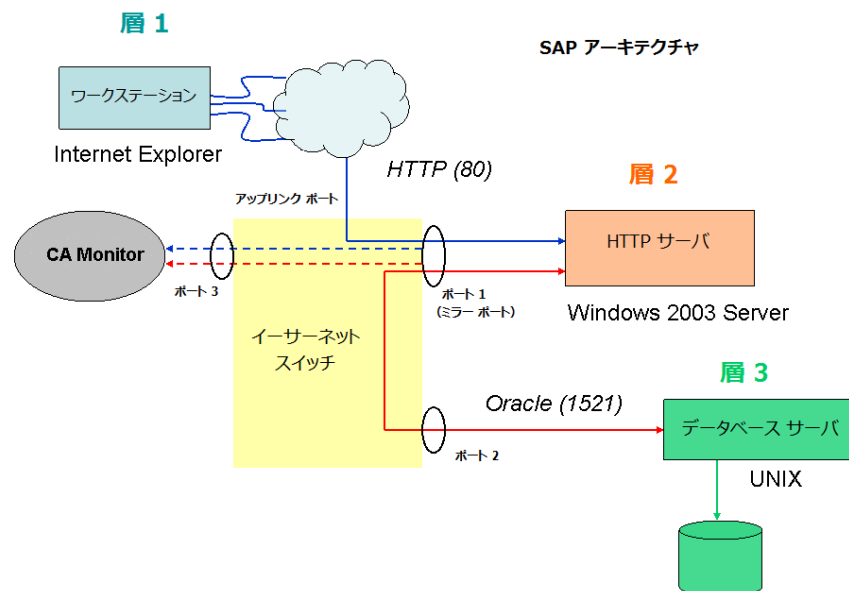 層 1
SAP アーキテクチャ
ワークステーション
Internet Explorer
HTTP (80)
層 2
アップリンク ポート
CA Monitor
HTTP サーバ
ポート 3
ポート 1
(ミラー ポート)
Windows 2003 Server
イーサーネット
スイッチ
層 3
Oracle (1521)
データベース サーバ
ポート 2
UNIX